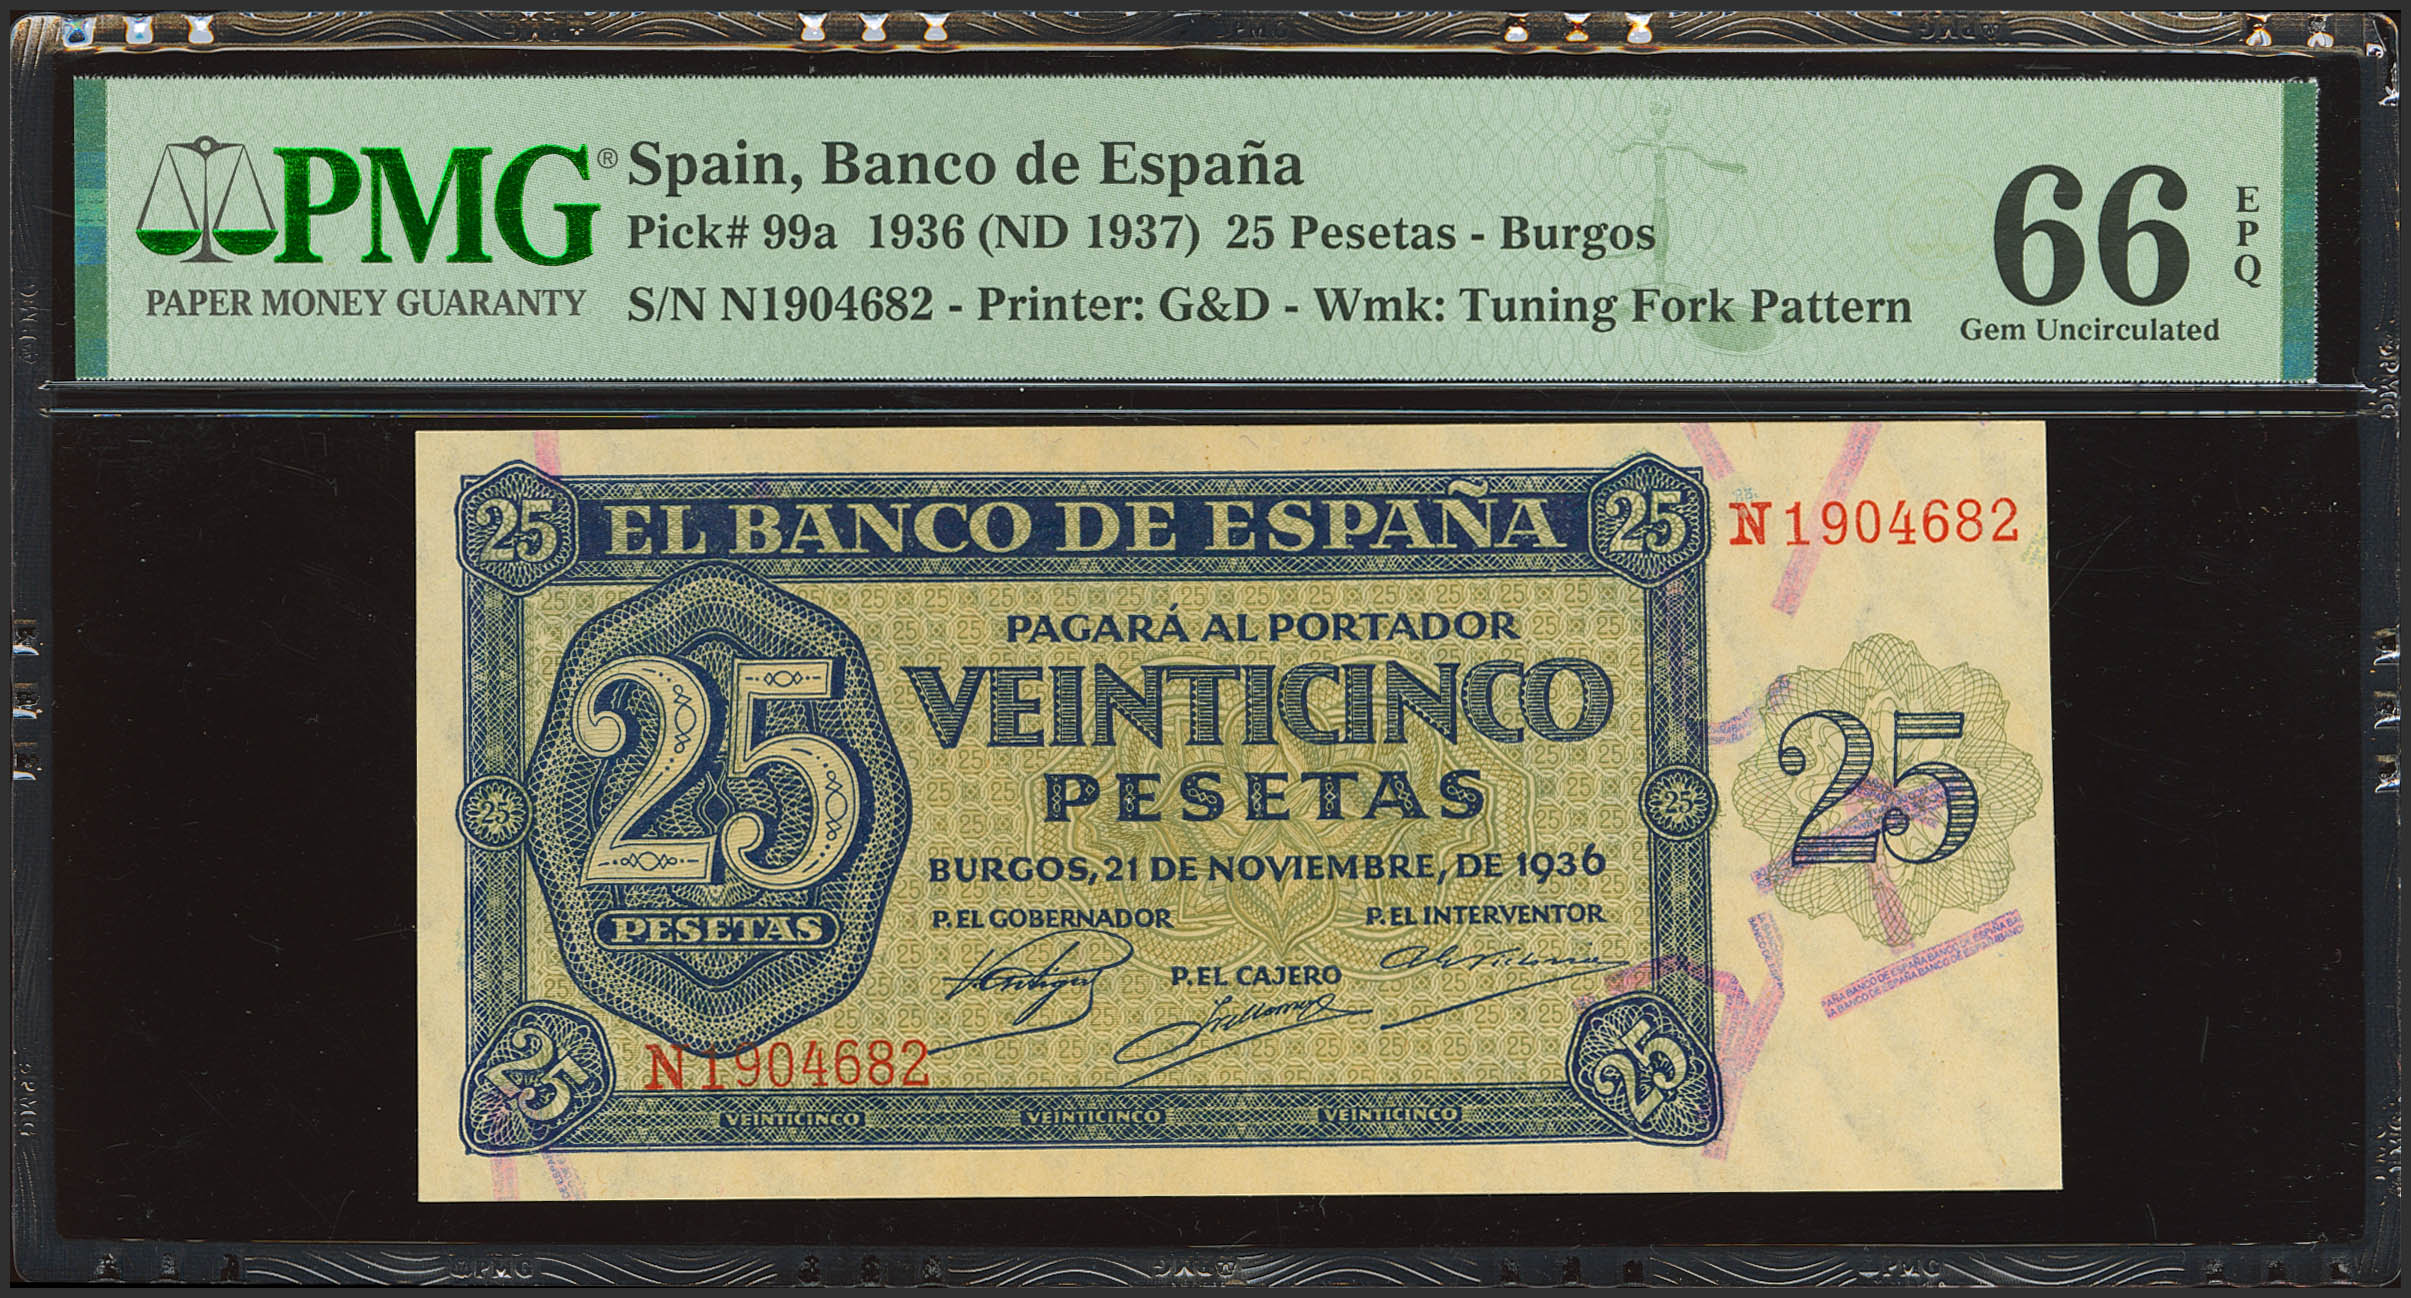 PMG®
PAPER MONEY GUARANTY
Spain, Banco de España
Pick# 99a 1936 (ND 1937) 25 Pesetas - Burgos
S/N N1904682 - Printer: G&D - Wmk: Tuning Fork Pattern
66
EPQ
Gem Uncirculated
25 EL BANCO DE ESPAÑA 25
N1904682
PAGARÁ AL PORTADOR
VEINTICINCO
PESETAS
25
PESETAS
25
25
25
BURGOS, 21 DE NOVIEMBRE, DE 1936
P. EL GOBERNADOR
P. EL INTERVENTOR
P. EL CAJERO
N1904682
25
25
VEINTICINCO VEINTICINCO VEINTICINCO